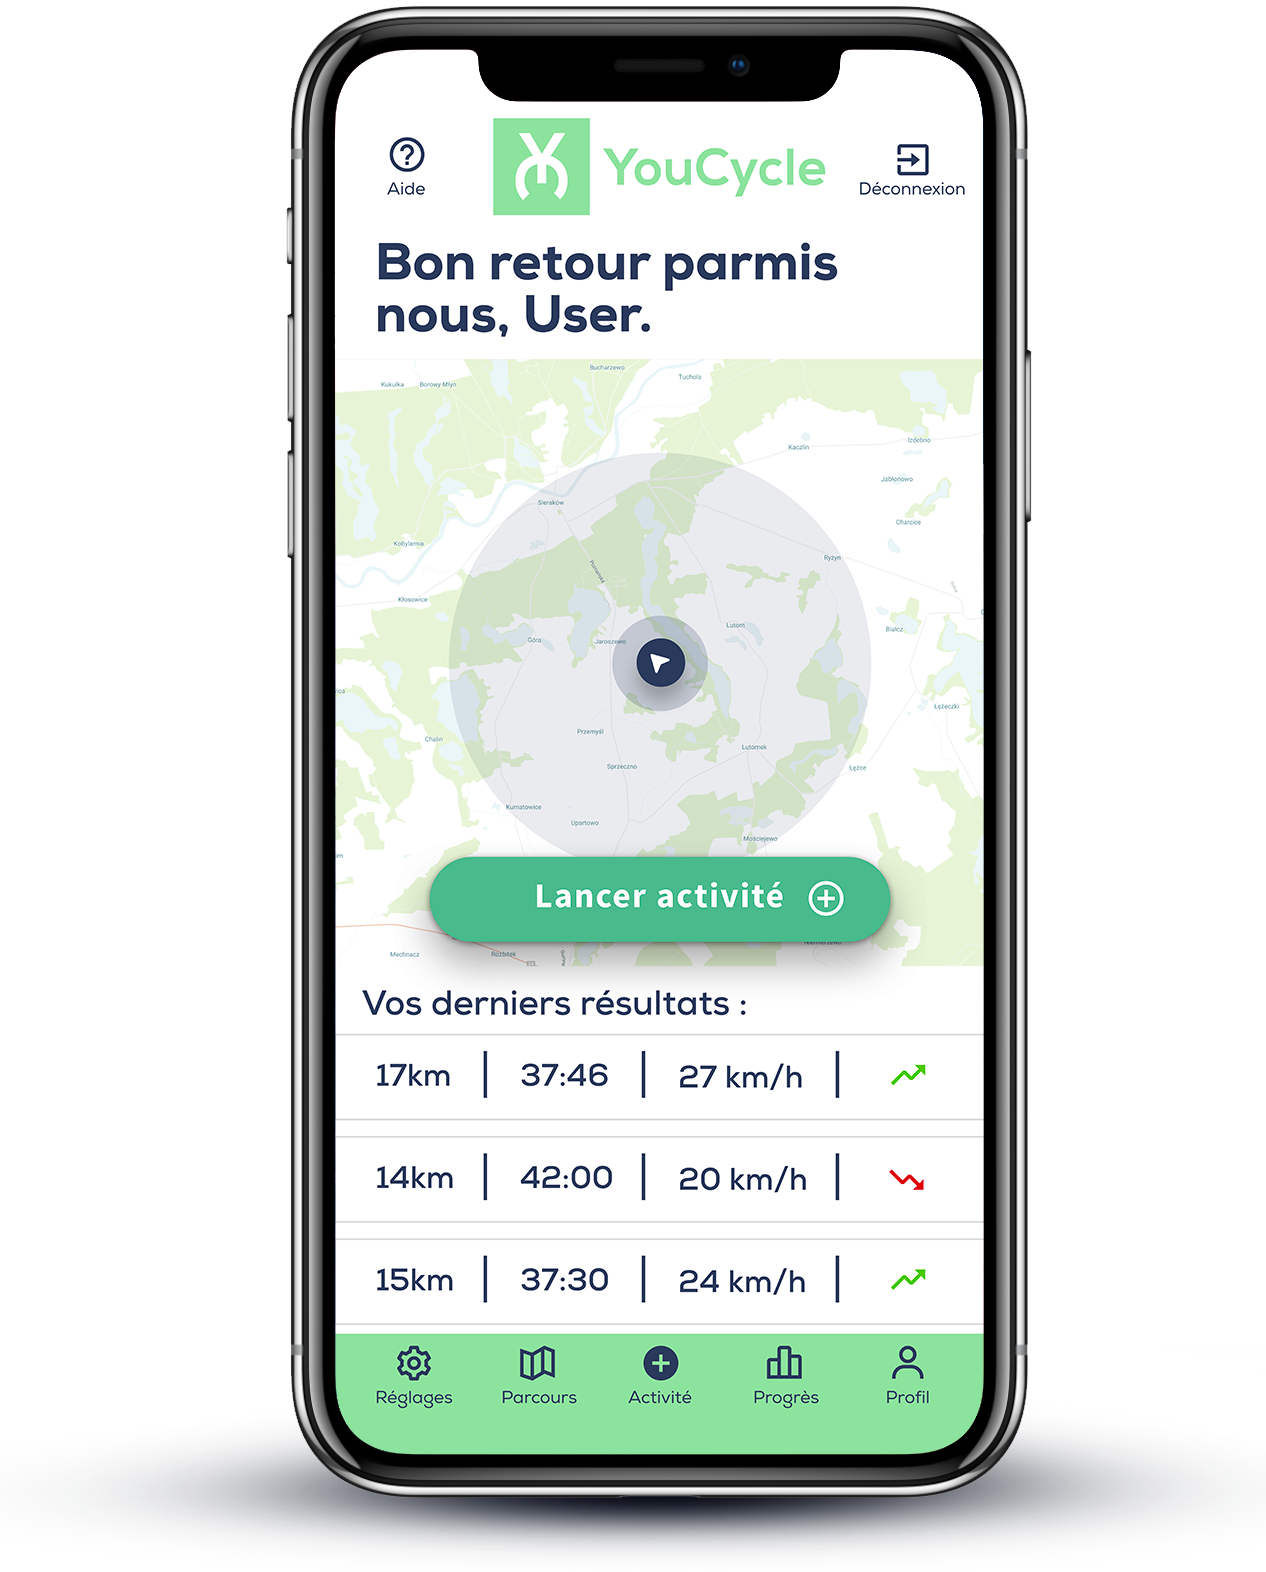 Aide
YouCycle
Déconnexion
Bon retour parmis
nous, User.
Bucharzewo
Tuchola
Kukułka
Borowy Młyn
Izdebno
Kaczlin
Jabłonowo
Sieraków
Charcice
Kobylarnia
Ryżyn
Poznańska
Kłosowice
Lutom
Białcz
Góra
Jaroszewo
Łężeczki
Przemyśl
Chalin
Lutomek
Sprzeczno
Łężce
Kurnatowice
Upartowo
Mościejewo
Lancer activité
Mechnacz
Rozbitek
Vos derniers résultats :
17km 37:46 27 km/h
14km 42:00 20 km/h
15km 37:30 24 km/h
Réglages Parcours Activité Progrès Profil